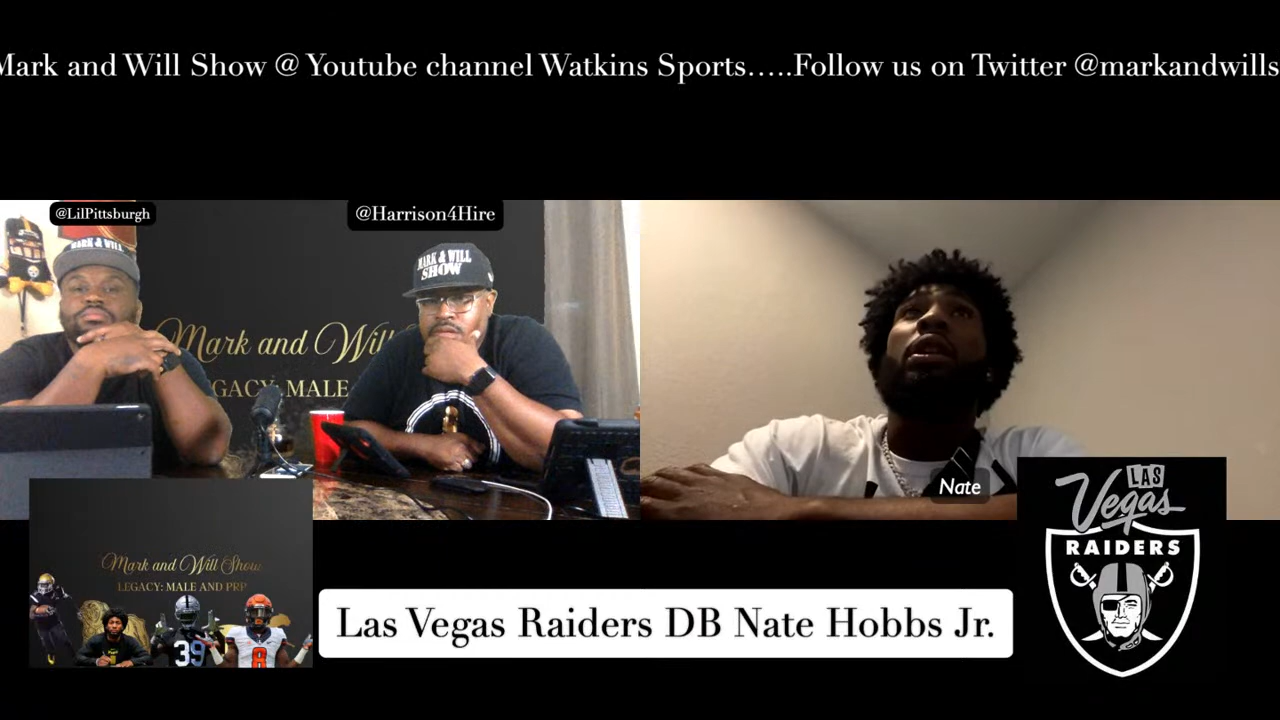 Mark and Will Show @ Youtube channel Watkins Sports.....Follow us on Twitter @markandwills
@LilPittsburgh
@Harrison4Hire
MARK & WILL
MARK & WILL
SHOW
Mark and Will
LEGACY: MALE
Nate
LAS
Vegas
RAIDERS
Mark and Will Show
LEGACY: MALE AND PRP
39
8
Las Vegas Raiders DB Nate Hobbs Jr.